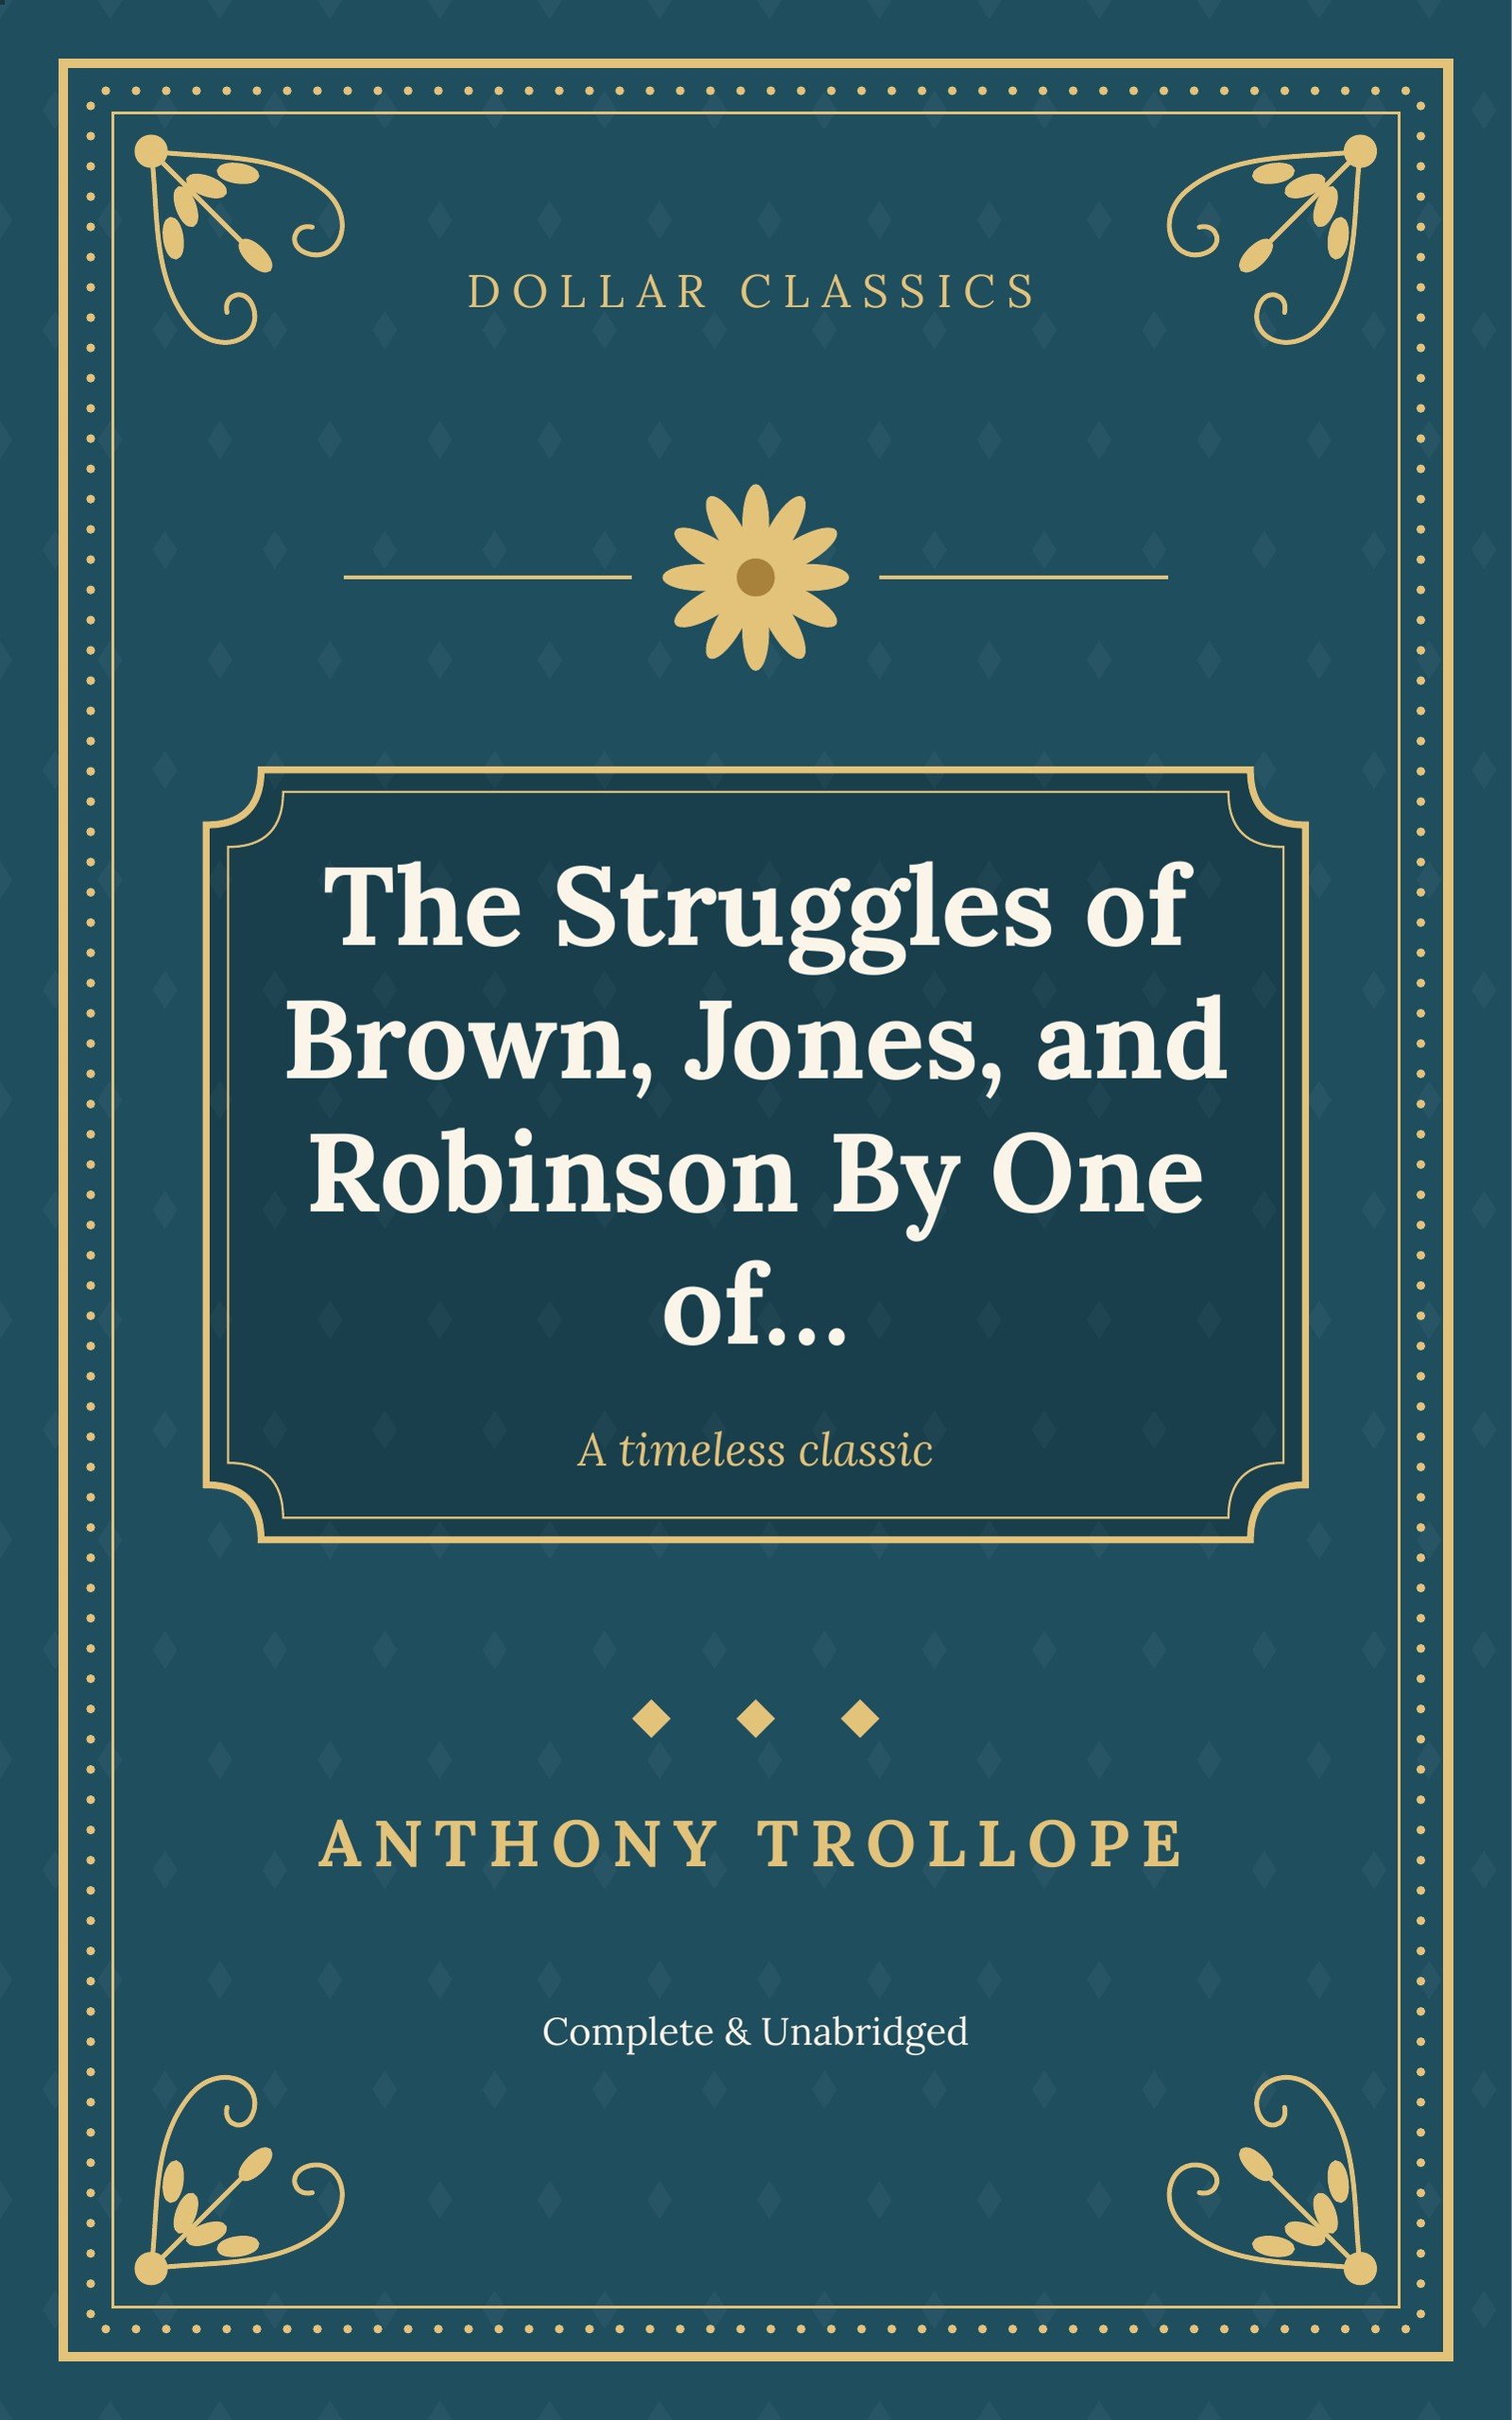 DOLLAR CLASSICS
The Struggles of
Brown, Jones, and
Robinson By One
of...
A timeless classic
ANTHONY TROLLOPE
Complete & Unabridged